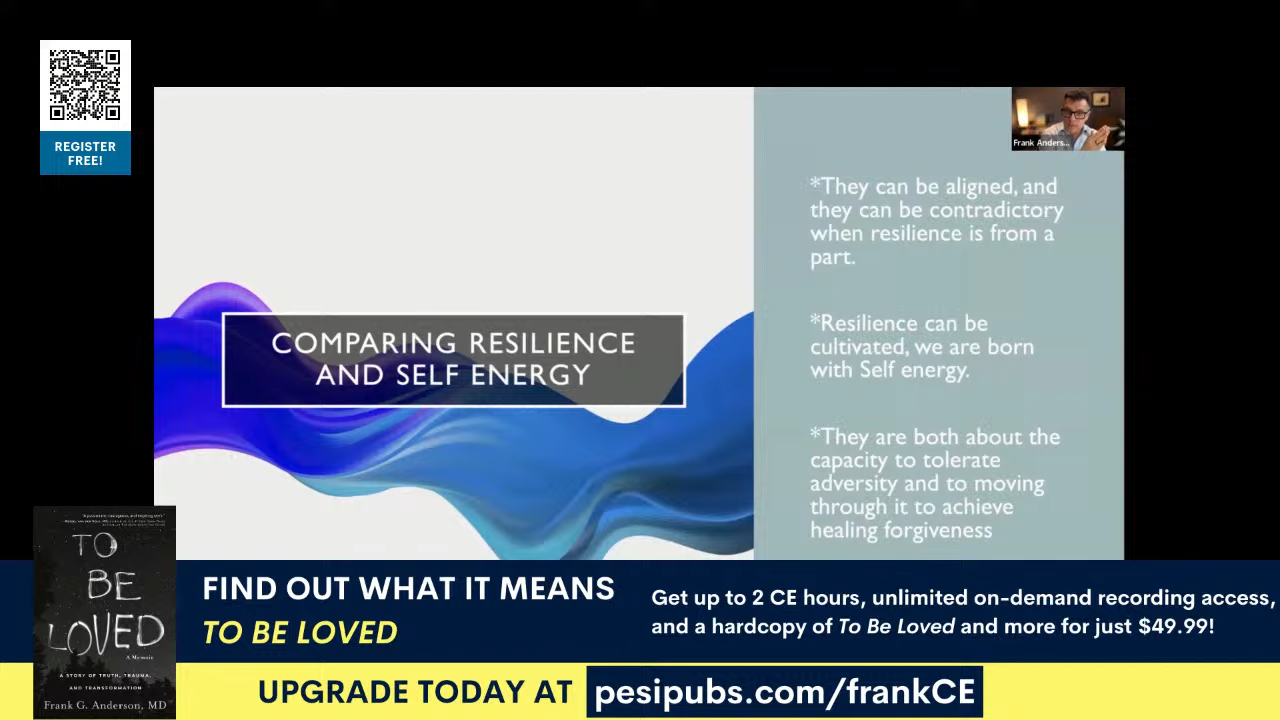 REGISTER
FREE!
Frank Anders...
*They can be aligned, and
they can be contradictory
when resilience is from a
part.
*Resilience can be
cultivated, we are born
with Self energy.
*They are both about the
capacity to tolerate
adversity and to moving
through it to achieve
healing forgiveness
COMPARING RESILIENCE
AND SELF ENERGY
TO
BE
LOVED
A Memoir
A STORY OF TRUTH, TRAUMA,
AND TRANSFORMATION
Frank G. Anderson, MD
FIND OUT WHAT IT MEANS
TO BE LOVED
Get up to 2 CE hours, unlimited on-demand recording access,
and a hardcopy of To Be Loved and more for just $49.99!
UPGRADE TODAY AT pesipubs.com/frankCE